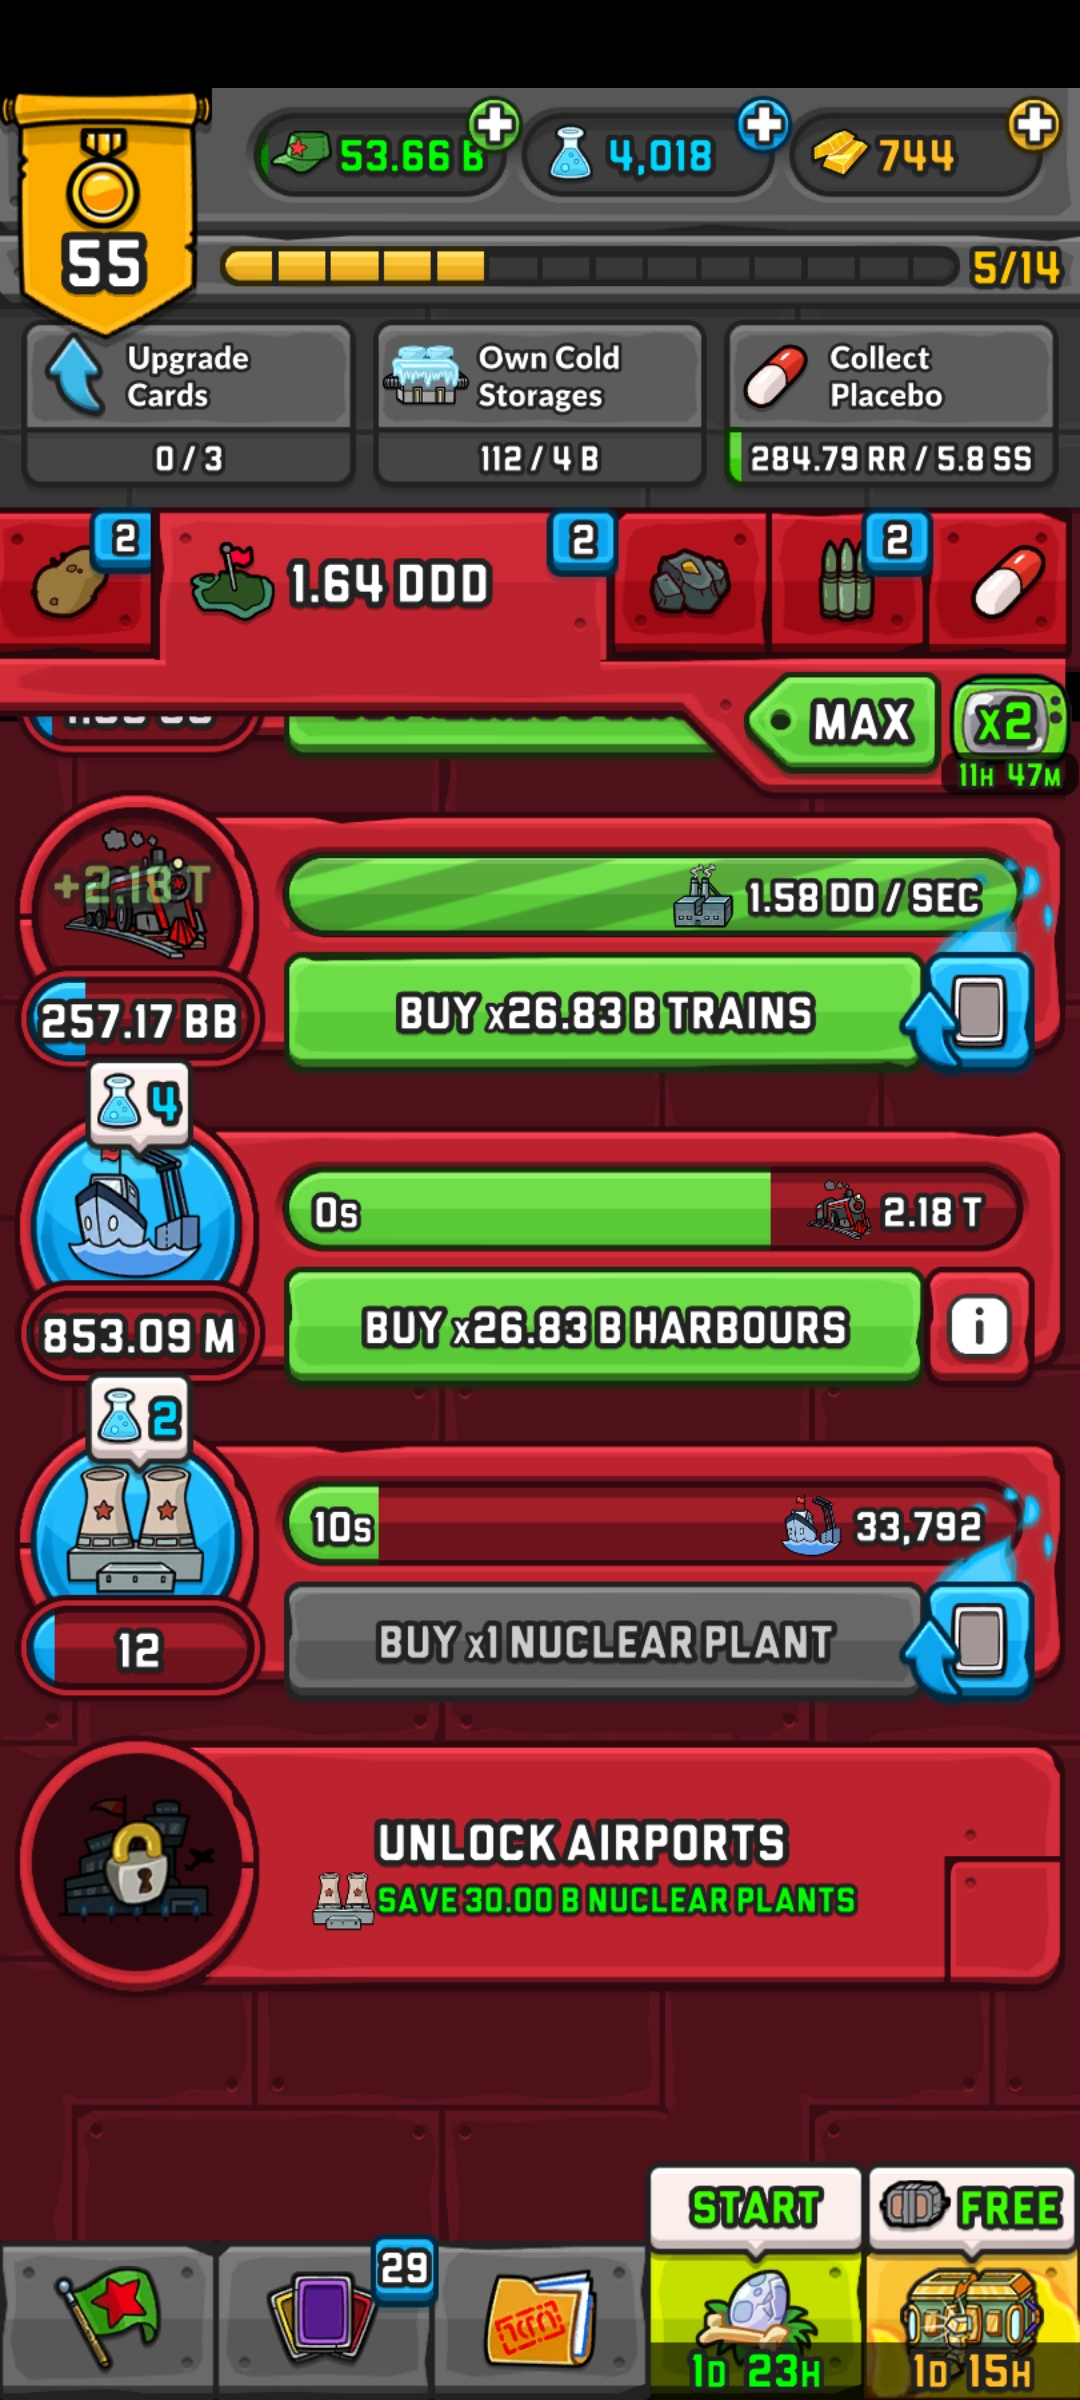 53.66 B
4,018
744
55
5/14
Upgrade
Cards
Own Cold
Storages
Collect
Placebo
0 / 3
112 / 4 B
284.79 RR / 5.8 SS
2
1.64 DDD
2
2
MAX
x2
11H 47M
+2.18 T
1.58 DD / SEC
257.17 BB
BUY x26.83 B TRAINS
4
0s
2.18 T
853.09 M
BUY x26.83 B HARBOURS
i
2
10s
33,792
12
BUY x1 NUCLEAR PLANT
UNLOCK AIRPORTS
SAVE 30.00 B NUCLEAR PLANTS
START
FREE
29
1D 23H
1D 15H